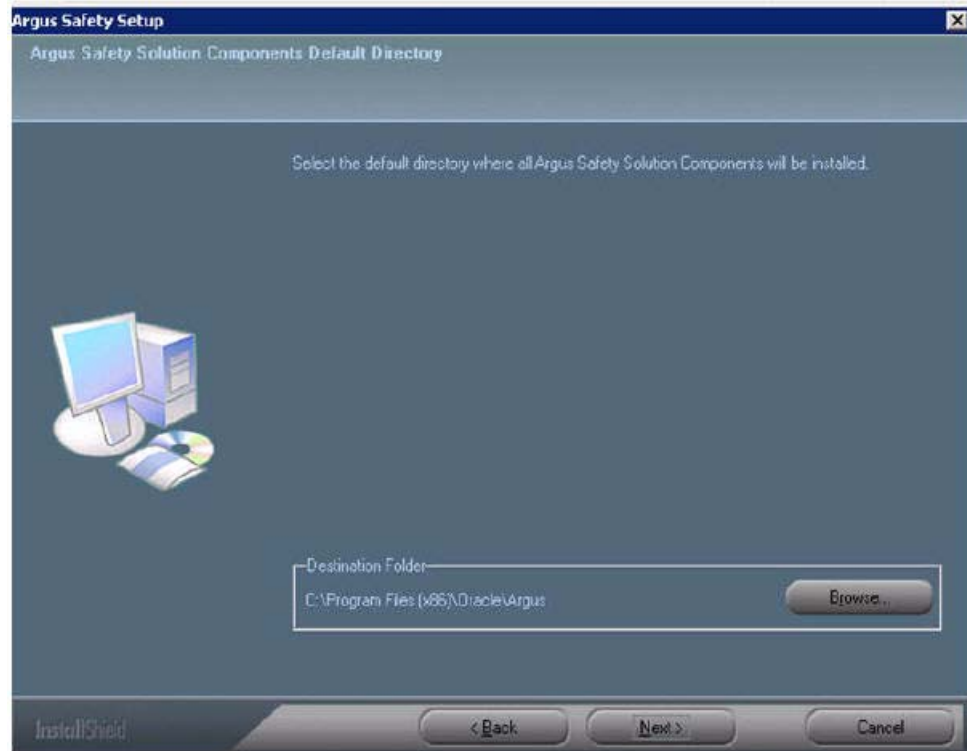 Argus Safety Setup
Argus Safety Solution Components Default Directory
Select the default directory where all Argus Safety Solution Components will be installed.
Destination Folder
C:\Program Files (x86)\Oracle\Argus
Browse...
InstallShield
< Back
Next >
Cancel